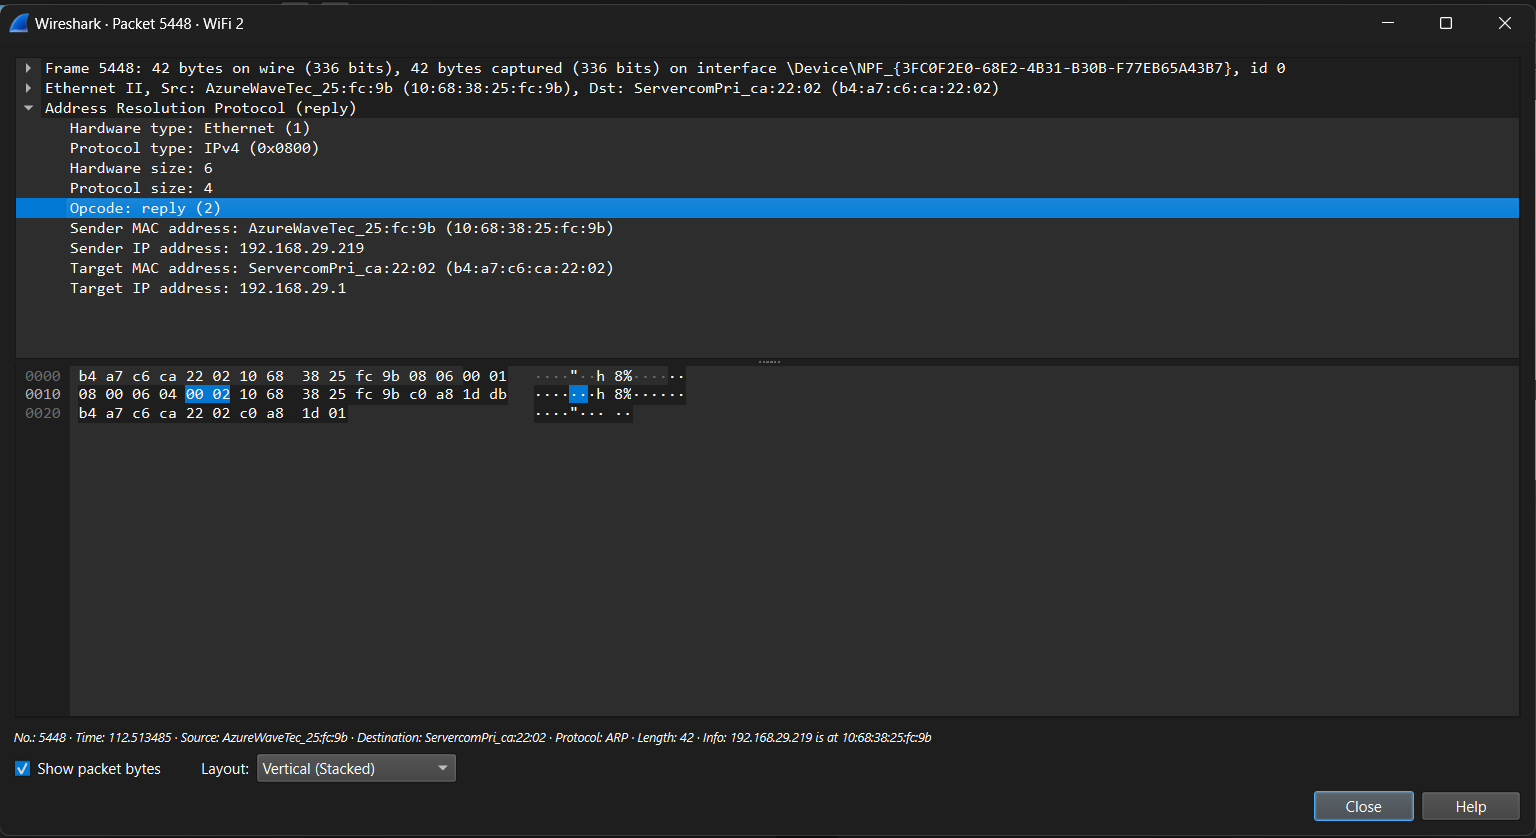 Wireshark · Packet 5448 · WiFi 2
Frame 5448: 42 bytes on wire (336 bits), 42 bytes captured (336 bits) on interface \Device\NPF_{3FC0F2E0-68E2-4B31-B30B-F77EB65A43B7}, id 0
Ethernet II, Src: AzureWaveTec_25:fc:9b (10:68:38:25:fc:9b), Dst: ServercomPri_ca:22:02 (b4:a7:c6:ca:22:02)
Address Resolution Protocol (reply)
Hardware type: Ethernet (1)
Protocol type: IPv4 (0x0800)
Hardware size: 6
Protocol size: 4
Opcode: reply (2)
Sender MAC address: AzureWaveTec_25:fc:9b (10:68:38:25:fc:9b)
Sender IP address: 192.168.29.219
Target MAC address: ServercomPri_ca:22:02 (b4:a7:c6:ca:22:02)
Target IP address: 192.168.29.1
0000 b4 a7 c6 ca 22 02 10 68 38 25 fc 9b 08 06 00 01 ····"··h 8%······
0010 08 00 06 04 00 02 10 68 38 25 fc 9b c0 a8 1d db ·······h 8%······
0020 b4 a7 c6 ca 22 02 c0 a8 1d 01 ····"··· ··
No.: 5448 · Time: 112.513485 · Source: AzureWaveTec_25:fc:9b · Destination: ServercomPri_ca:22:02 · Protocol: ARP · Length: 42 · Info: 192.168.29.219 is at 10:68:38:25:fc:9b
Show packet bytes Layout: Vertical (Stacked)
Close Help